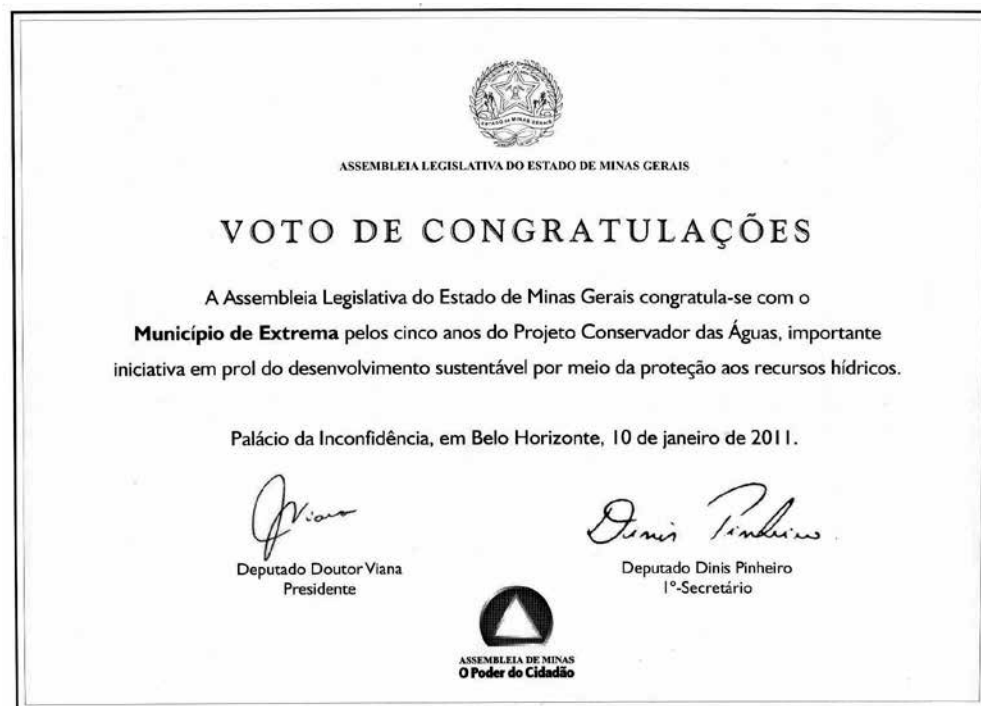 ESTADO DE MINAS GERAIS
ASSEMBLEIA LEGISLATIVA DO ESTADO DE MINAS GERAIS
VOTO DE CONGRATULAÇÕES
A Assembleia Legislativa do Estado de Minas Gerais congratula-se com o
Município de Extrema pelos cinco anos do Projeto Conservador das Águas, importante
iniciativa em prol do desenvolvimento sustentável por meio da proteção aos recursos hídricos.
Palácio da Inconfidência, em Belo Horizonte, 10 de janeiro de 2011.
Viana
Dinis Pinheiro
Deputado Doutor Viana
Deputado Dinis Pinheiro
Presidente
1º-Secretário
ASSEMBLEIA DE MINAS
O Poder do Cidadão